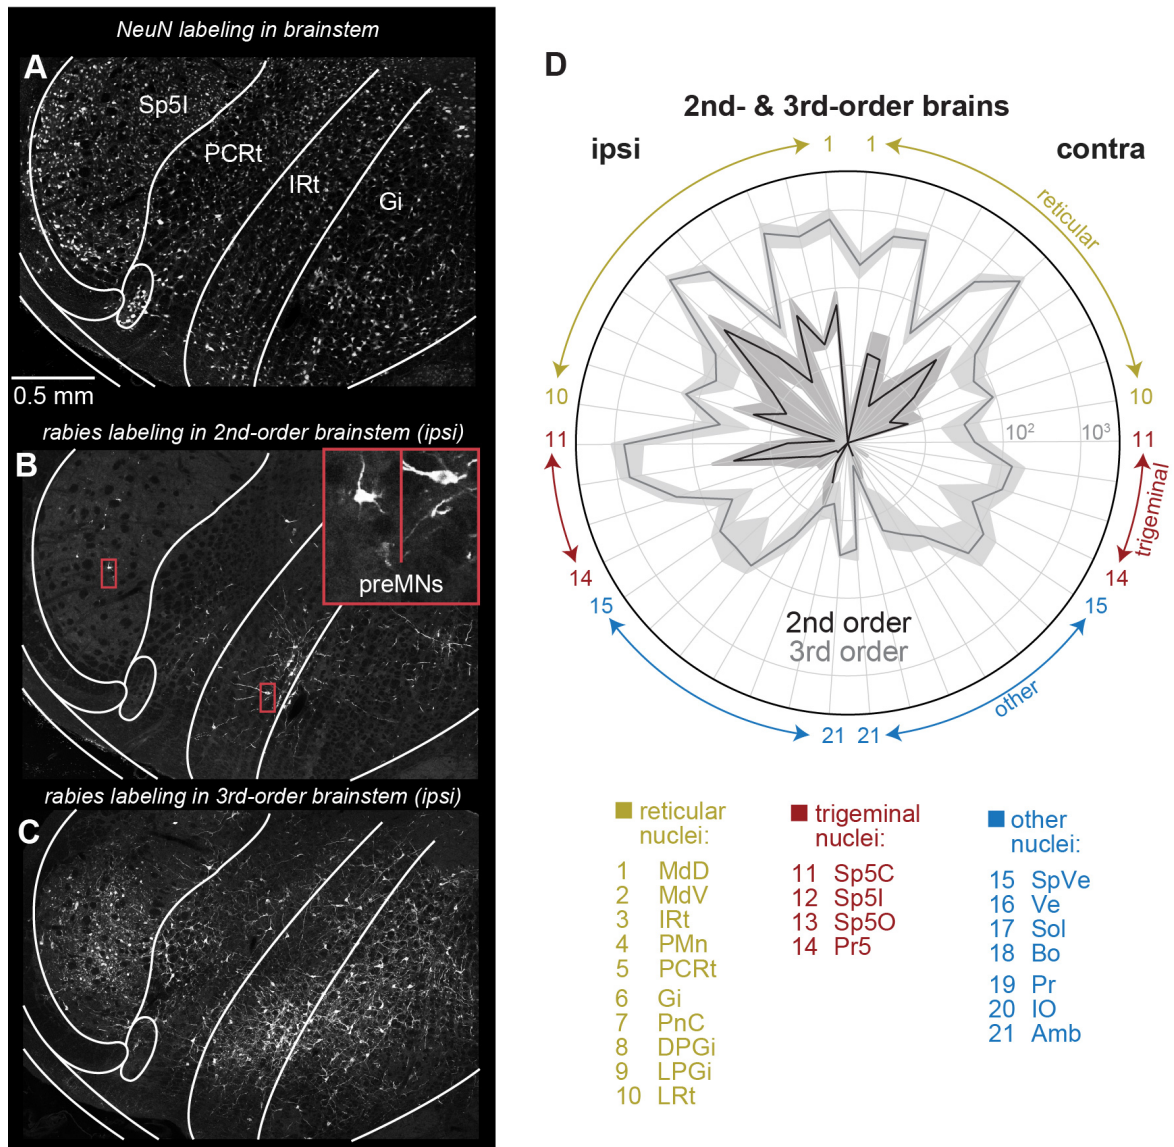 NeuN labeling in brainstem
A
Sp5I
PCRt
IRt
Gi
0.5 mm
rabies labeling in 2nd-order brainstem (ipsi)
B
preMNs
rabies labeling in 3rd-order brainstem (ipsi)
C
D
2nd- & 3rd-order brains
ipsi
contra
1
1
reticular
10
10
11
11
10²
10³
trigeminal
14
14
15
15
2nd order
3rd order
other
21
21
reticular
nuclei:
1 MdD
2 MdV
3 IRt
4 PMn
5 PCRt
6 Gi
7 PnC
8 DPGi
9 LPGi
10 LRt
trigeminal
nuclei:
11 Sp5C
12 Sp5I
13 Sp5O
14 Pr5
other
nuclei:
15 SpVe
16 Ve
17 Sol
18 Bo
19 Pr
20 IO
21 Amb